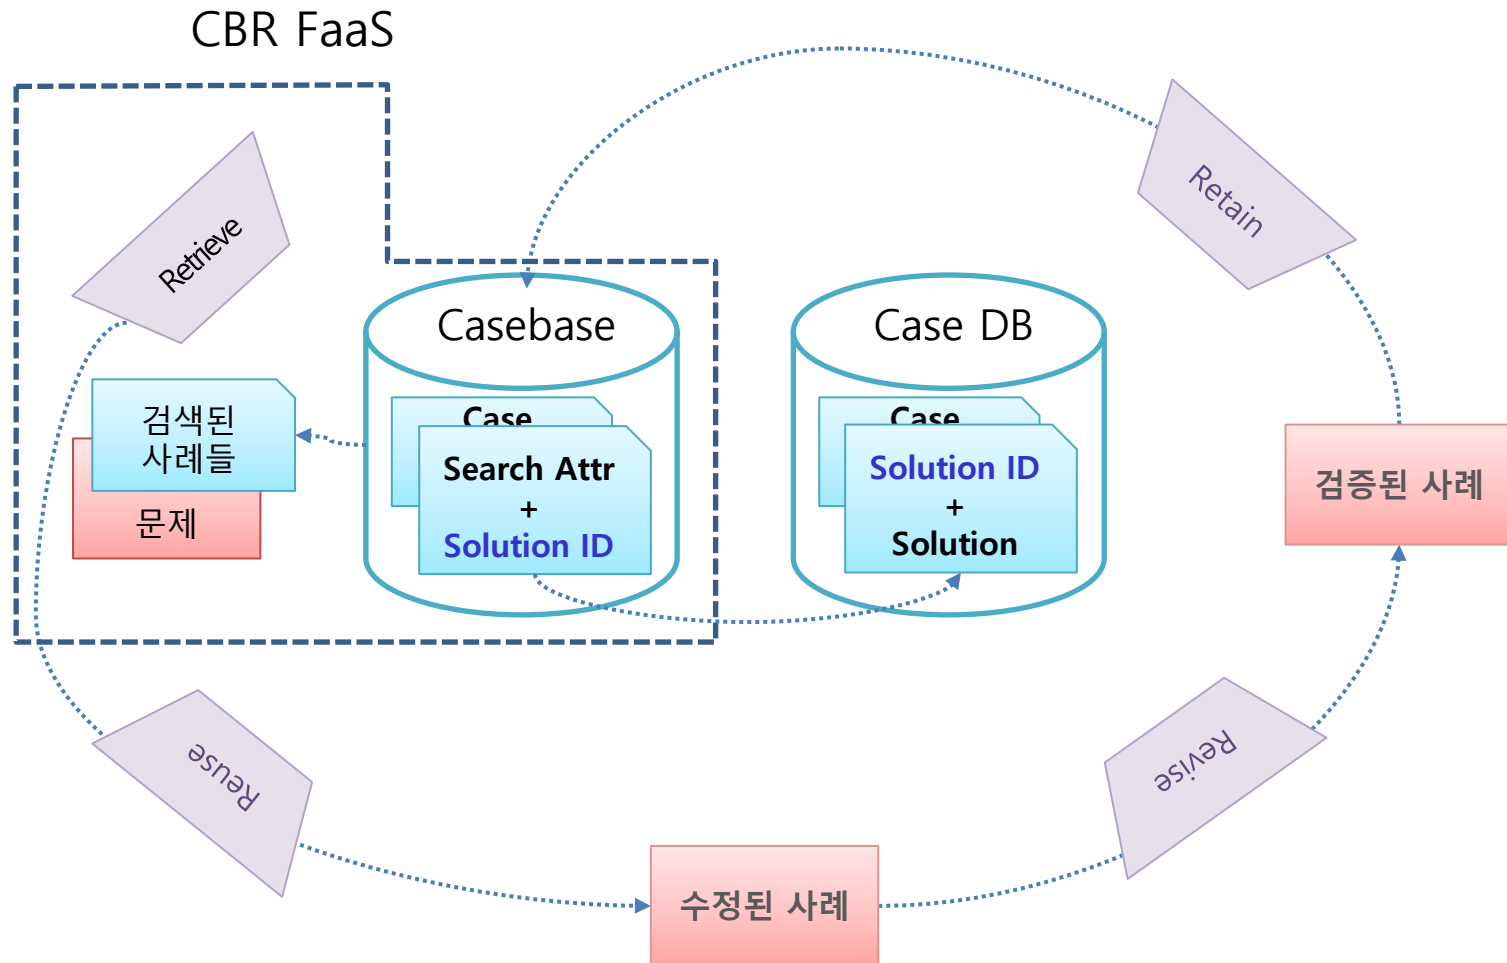 CBR FaaS
Retrieve
Retain
Casebase
Case DB
검색된
사례들
문제
Case
Search Attr
+
Solution ID
Case
Solution ID
+
Solution
검증된 사례
Reuse
Revise
수정된 사례